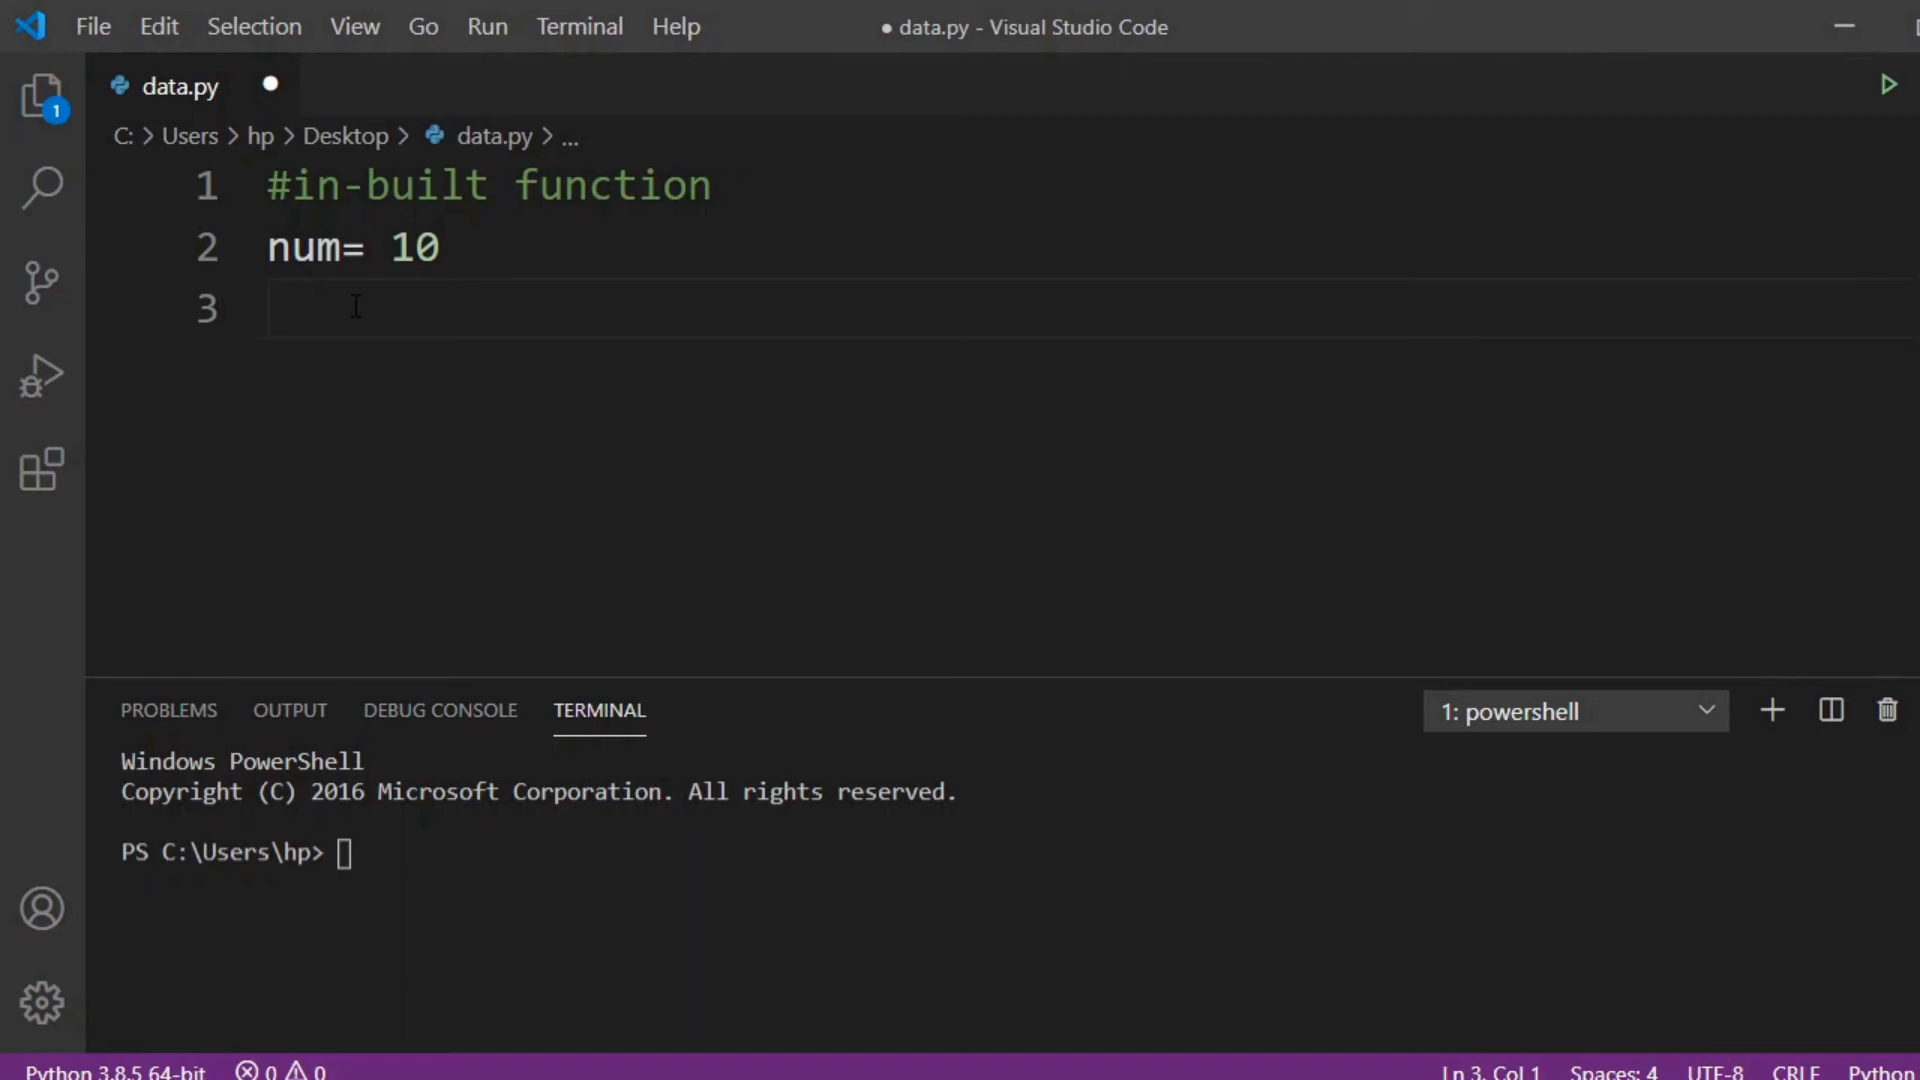 File Edit Selection View Go Run Terminal Help
● data.py - Visual Studio Code
data.py
1
C: > Users > hp > Desktop > data.py > ...
1 #in-built function
2 num= 10
3
PROBLEMS OUTPUT DEBUG CONSOLE TERMINAL
1: powershell
Windows PowerShell
Copyright (C) 2016 Microsoft Corporation. All rights reserved.
PS C:\Users\hp>
Python 3.8.5 64-bit 0 0 Ln 3, Col 1 Spaces: 4 UTF-8 CRLF Python